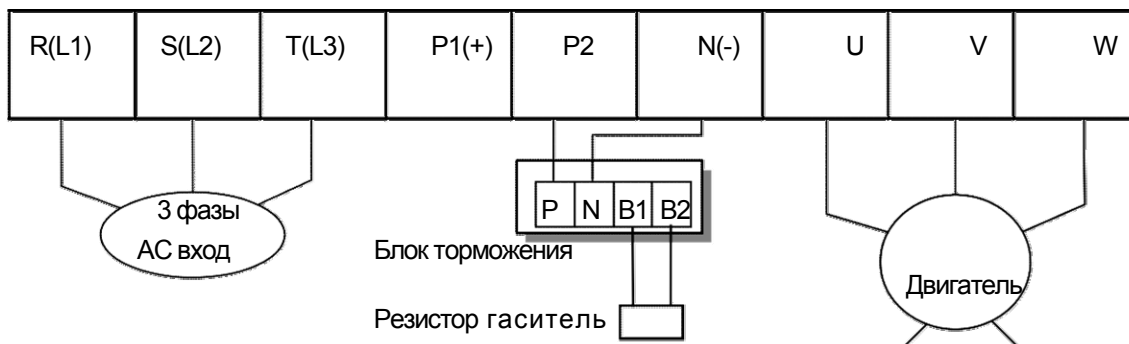 R(L1) S(L2) T(L3) P1(+) P2 N(-) U V W
P N B1 B2
3 фазы
АС вход
Блок торможения
Двигатель
Резистор гаситель